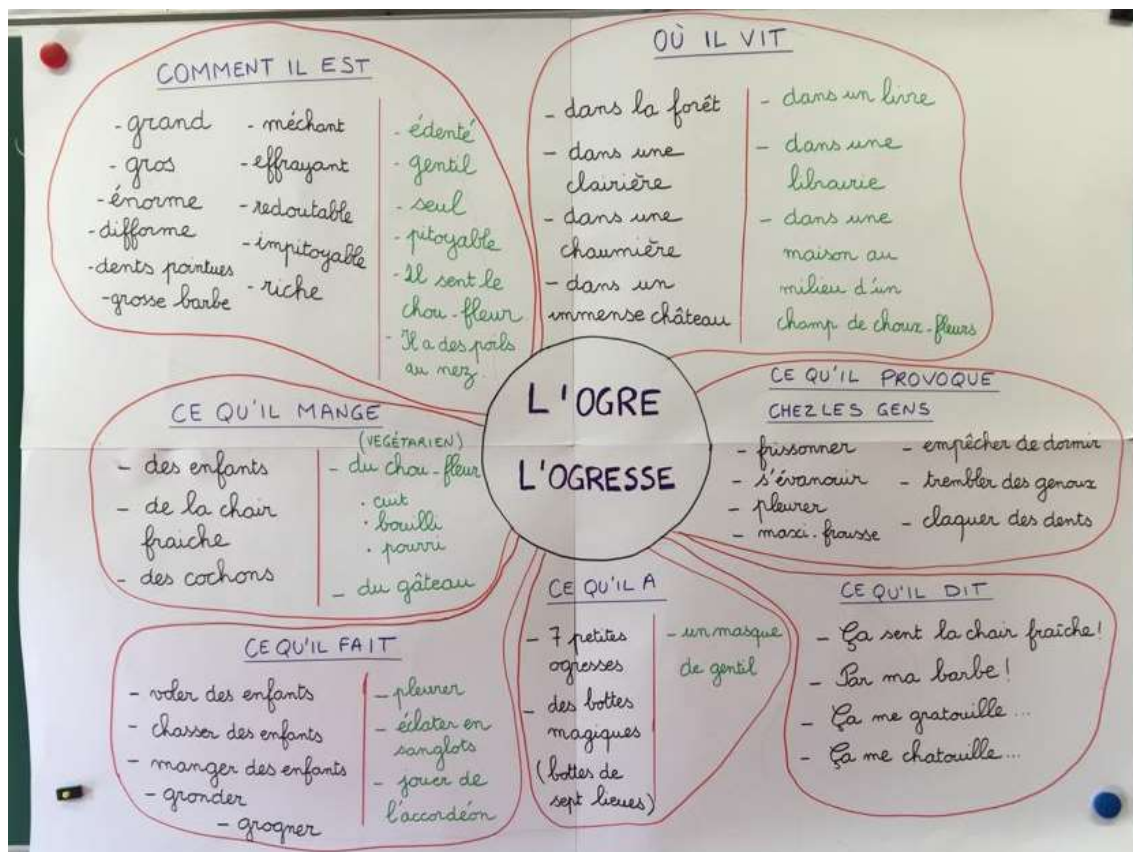 COMMENT IL EST
- grand
- gros
- énorme
- difforme
- dents pointues
- grosse barbe
- méchant
- effrayant
- redoutable
- impitoyable
- riche
- édenté
- gentil
- seul
- pitoyable
- Il sent le
chou-fleur.
- Il a des poils
au nez.
OÙ IL VIT
- dans la forêt
- dans une
clairière
- dans une
chaumière
- dans un
immense château
- dans un livre
- dans une
librairie
- dans une
maison au
milieu d'un
champ de choux-fleurs
L'OGRE
L'OGRESSE
CE QU'IL MANGE
- des enfants
- de la chair
fraiche
- des cochons
(VEGÉTARIEN)
- du chou-fleur
· cuit
· bouilli
· pourri
- du gâteau
CE QU'IL PROVOQUE
CHEZ LES GENS
- frissonner
- s'évanouir
- pleurer
- maxi-frousse
- empêcher de dormir
- trembler des genoux
- claquer des dents
CE QU'IL FAIT
- voler des enfants
- chasser des enfants
- manger des enfants
- gronder
- grogner
- pleurer
- éclater en
sanglots
- jouer de
l'accordéon
CE QU'IL A
- 7 petites
ogresses
- des bottes
magiques
(bottes de
sept lieues)
- un masque
de gentil
CE QU'IL DIT
- Ça sent la chair fraîche!
- Par ma barbe!
- Ça me gratouille...
- Ça me chatouille...